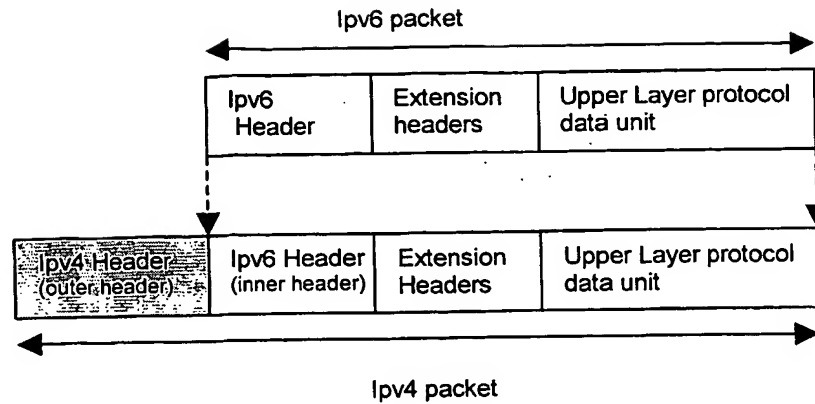 Ipv6 packet
Ipv6
Header
Extension
headers
Upper Layer protocol
data unit
Ipv4 Header
(outer header)
Ipv6 Header
(inner header)
Extension
Headers
Upper Layer protocol
data unit
Ipv4 packet